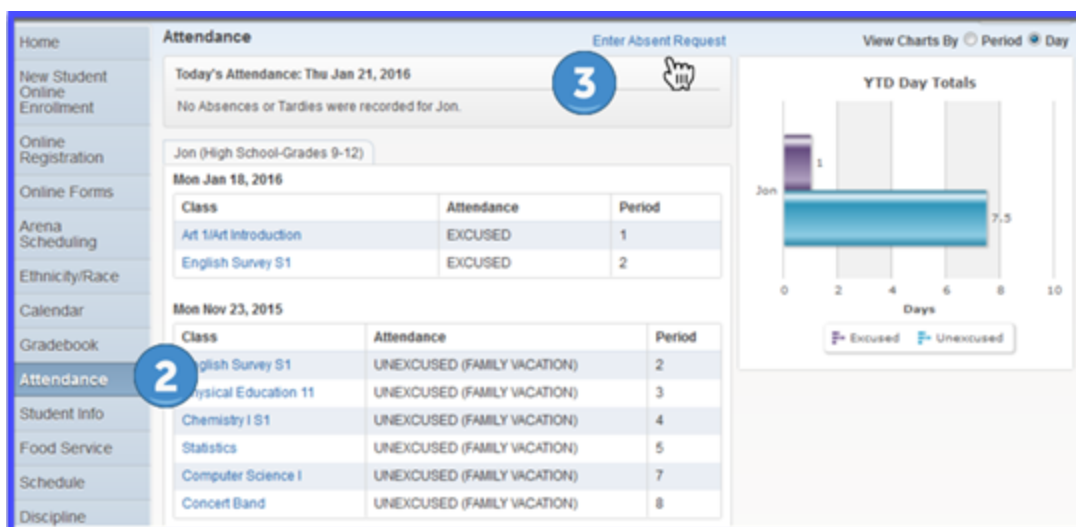 Home
New Student
Online
Enrollment
Online
Registration
Online Forms
Arena
Scheduling
Ethnicity/Race
Calendar
Gradebook
Attendance
2
Student Info
Food Service
Schedule
Discipline
Attendance
Enter Absent Request
Today's Attendance: Thu Jan 21, 2016
3
No Absences or Tardies were recorded for Jon.
Jon (High School-Grades 9-12)
Mon Jan 18, 2016
Class Attendance Period
Art 1/Art Introduction EXCUSED 1
English Survey S1 EXCUSED 2
Mon Nov 23, 2015
Class Attendance Period
glish Survey S1 UNEXCUSED (FAMILY VACATION) 2
ysical Education 11 UNEXCUSED (FAMILY VACATION) 3
Chemistry I S1 UNEXCUSED (FAMILY VACATION) 4
Statistics UNEXCUSED (FAMILY VACATION) 5
Computer Science I UNEXCUSED (FAMILY VACATION) 7
Concert Band UNEXCUSED (FAMILY VACATION) 8
View Charts By Period Day
YTD Day Totals
1
Jon
7.5
0 2 4 6 8 10
Days
Excused Unexcused